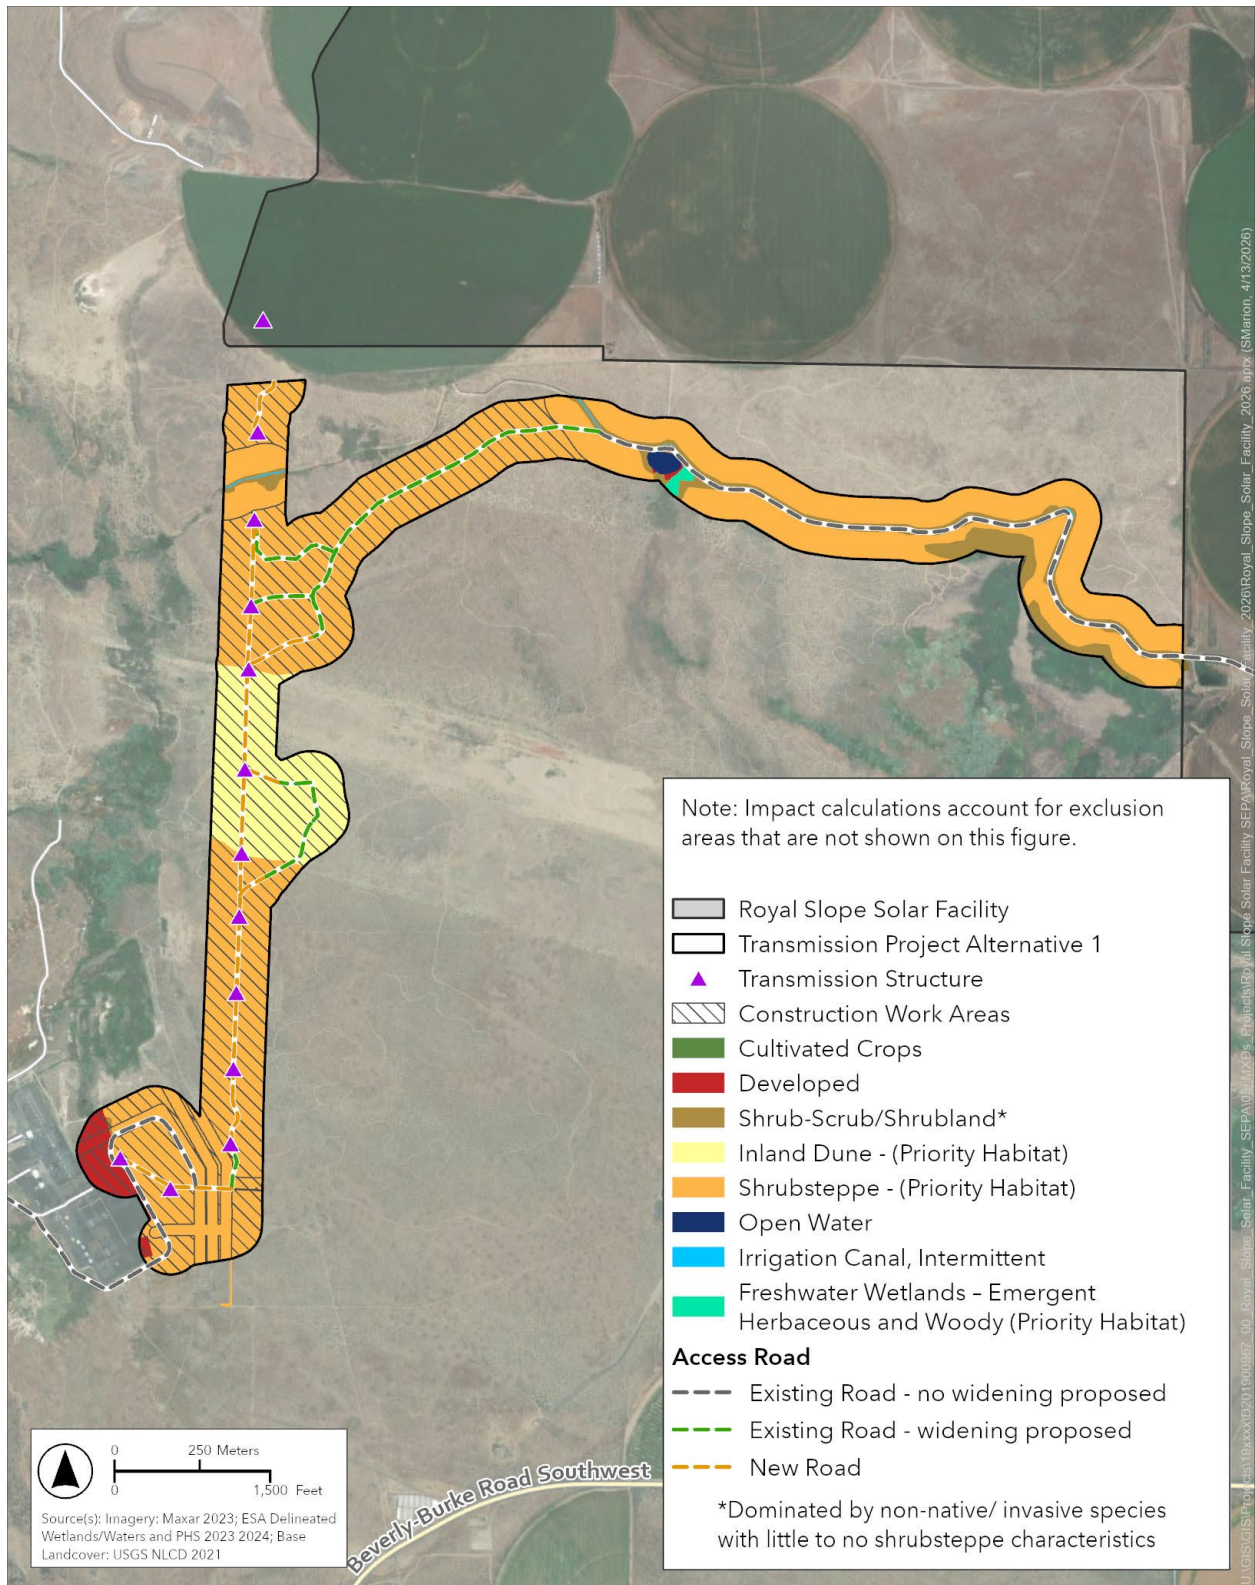 Note: Impact calculations account for exclusion
areas that are not shown on this figure.
Royal Slope Solar Facility
Transmission Project Alternative 1
Transmission Structure
Construction Work Areas
Cultivated Crops
Developed
Shrub-Scrub/Shrubland*
Inland Dune - (Priority Habitat)
Shrubsteppe - (Priority Habitat)
Open Water
Irrigation Canal, Intermittent
Freshwater Wetlands – Emergent
Herbaceous and Woody (Priority Habitat)
Access Road
Existing Road - no widening proposed
Existing Road - widening proposed
New Road
*Dominated by non-native/ invasive species
with little to no shrubsteppe characteristics
0 250 Meters
0 1,500 Feet
Source(s): Imagery: Maxar 2023; ESA Delineated
Wetlands/Waters and PHS 2023 2024; Base
Landcover: USGS NLCD 2021
Beverly-Burke Road Southwest